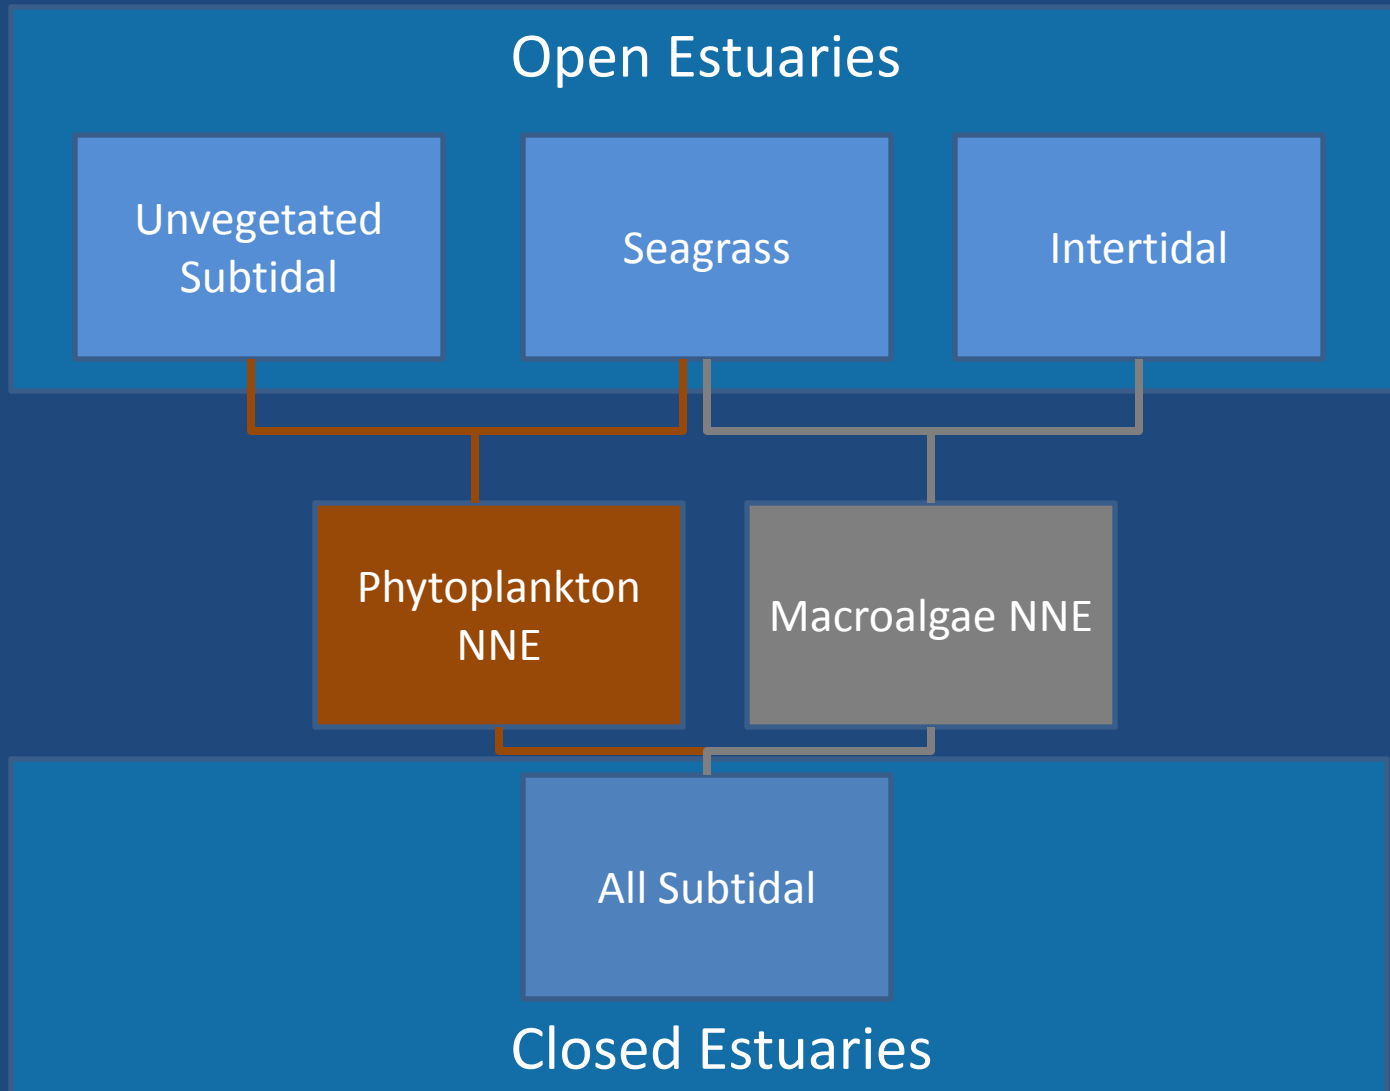 Open Estuaries
Unvegetated
Subtidal
Seagrass
Intertidal
Phytoplankton
NNE
Macroalgae NNE
All Subtidal
Closed Estuaries